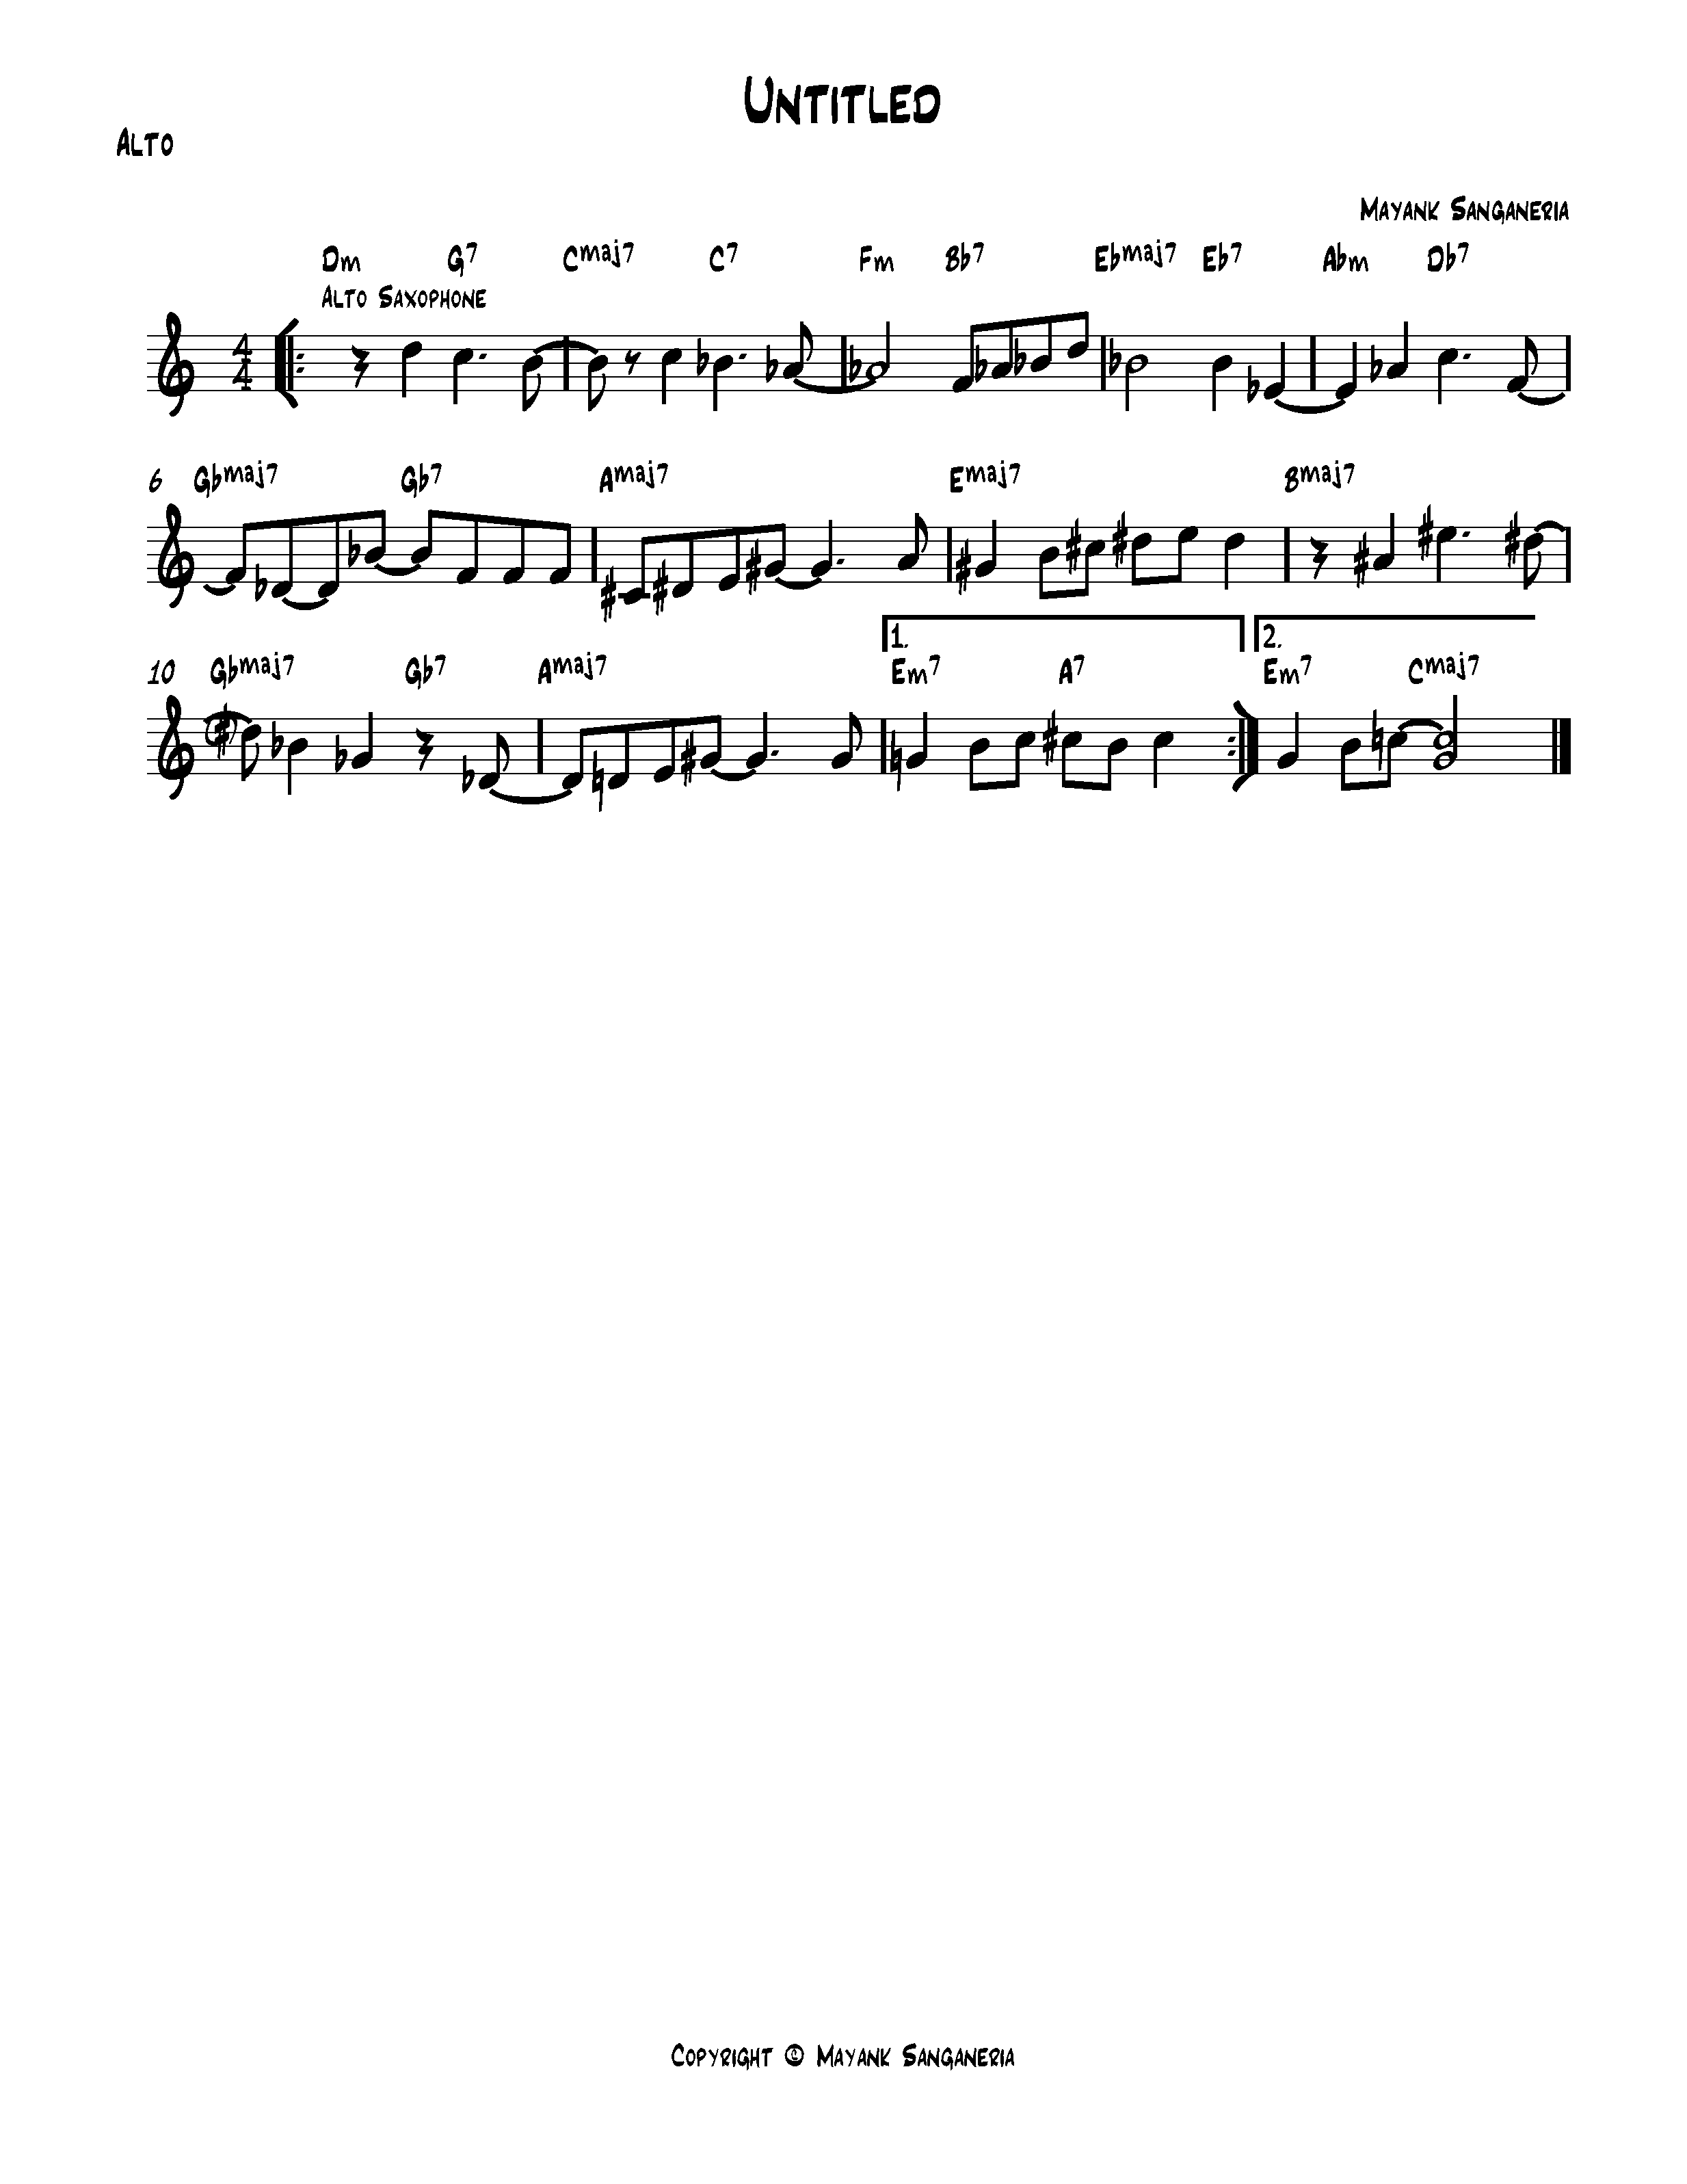 Untitled
Alto
Mayank Sanganeria
Dm G7 Cmaj7 C7 Fm Bb7 Ebmaj7 Eb7 Abm Db7
Alto Saxophone
4
4
6 Gbmaj7 Gb7 Amaj7 Emaj7 Bmaj7
1. 2.
10 Gbmaj7 Gb7 Amaj7 Em7 A7 Em7 Cmaj7
Copyright © Mayank Sanganeria